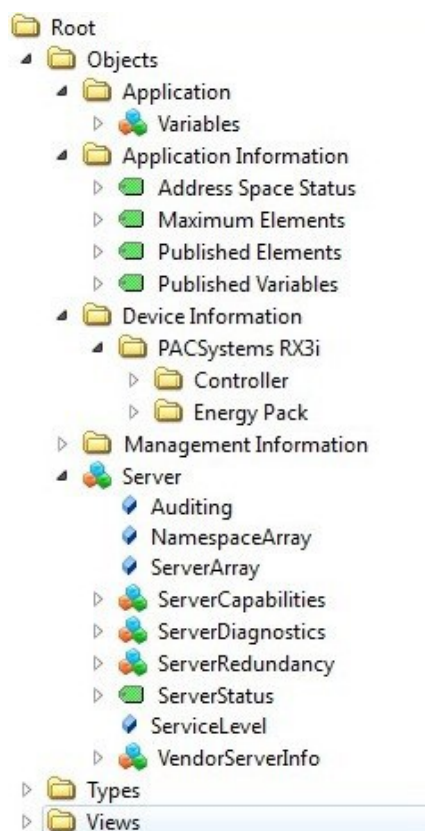 Root
Objects
Application
Variables
Application Information
Address Space Status
Maximum Elements
Published Elements
Published Variables
Device Information
PACSystems RX3i
Controller
Energy Pack
Management Information
Server
Auditing
NamespaceArray
ServerArray
ServerCapabilities
ServerDiagnostics
ServerRedundancy
ServerStatus
ServiceLevel
VendorServerInfo
Types
Views